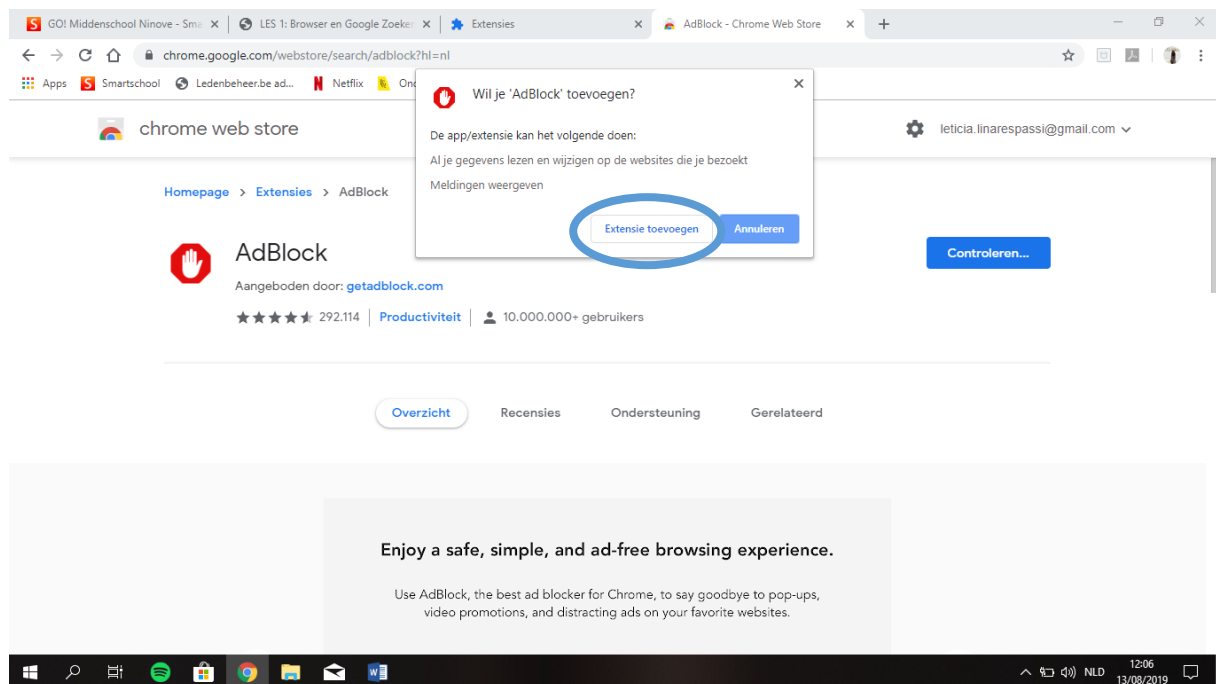 GO! Middenschool Ninove - Sma
LES 1: Browser en Google Zoeker
Extensies
AdBlock - Chrome Web Store
chrome.google.com/webstore/search/adblock?hl=nl
Apps
Smartschool
Ledenbeheer.be ad...
Netflix
Wil je 'AdBlock' toevoegen?
De app/extensie kan het volgende doen:
Al je gegevens lezen en wijzigen op de websites die je bezoekt
Meldingen weergeven
Extensie toevoegen
Annuleren
chrome web store
leticia.linarespassi@gmail.com
Homepage > Extensies > AdBlock
AdBlock
Controleren...
Aangeboden door: getadblock.com
292.114 Productiviteit 10.000.000+ gebruikers
Overzicht
Recensies
Ondersteuning
Gerelateerd
Enjoy a safe, simple, and ad-free browsing experience.
Use AdBlock, the best ad blocker for Chrome, to say goodbye to pop-ups,
video promotions, and distracting ads on your favorite websites.
NLD
12:06
13/08/2019